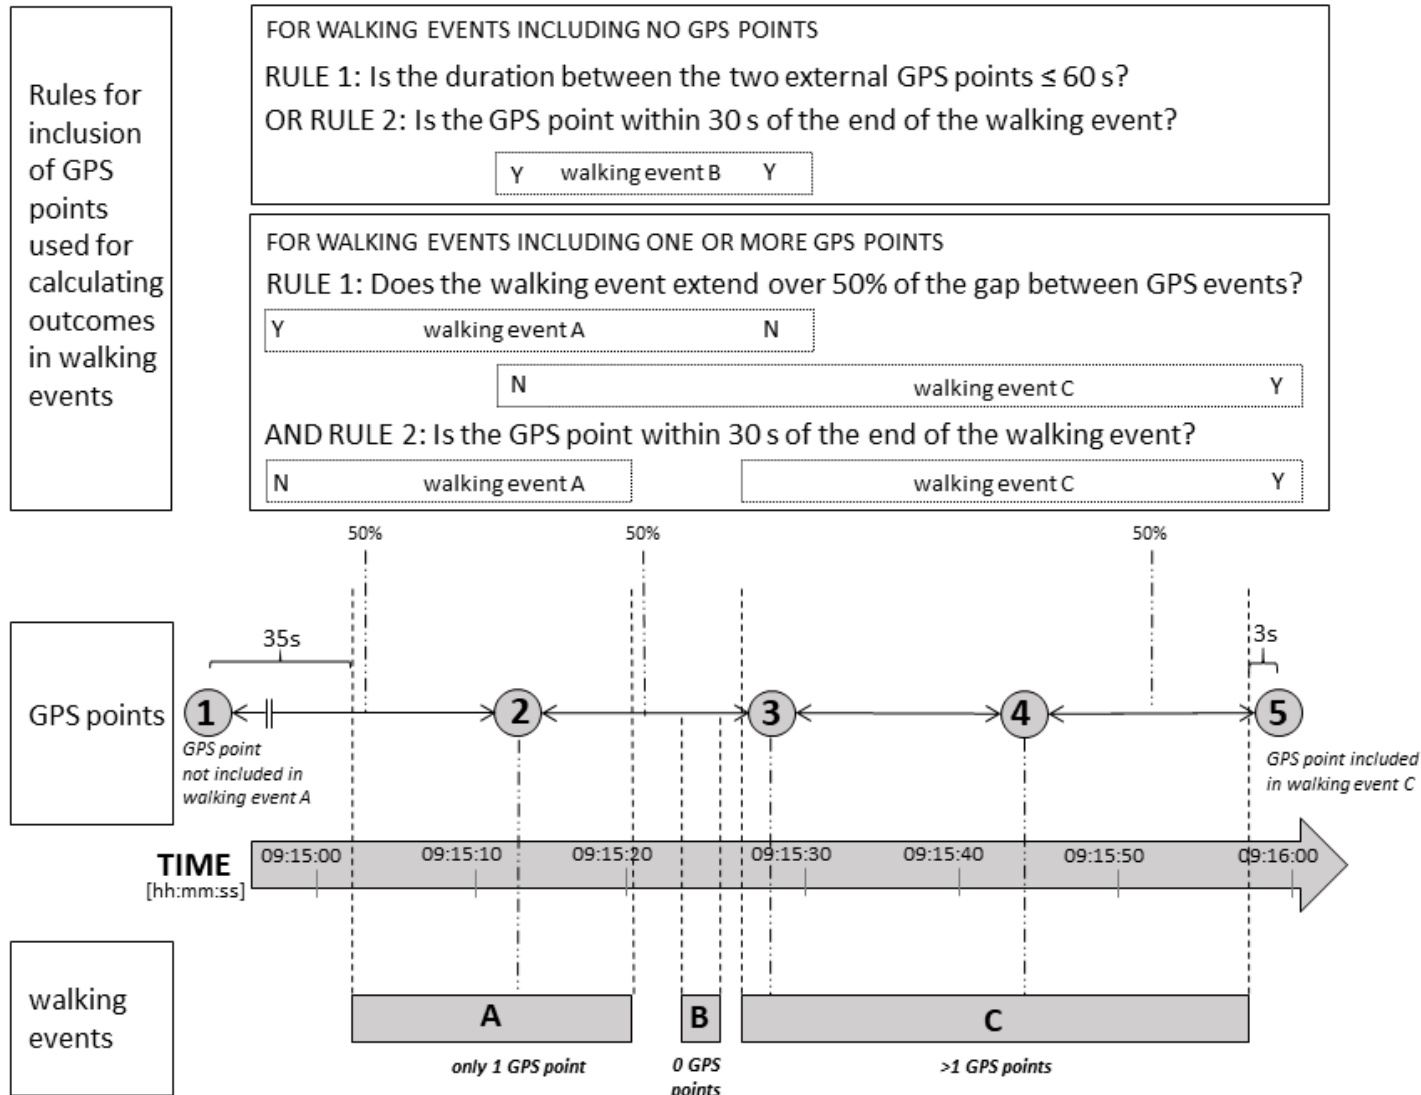 Rules for
inclusion
of GPS
points
used for
calculating
outcomes
in walking
events
FOR WALKING EVENTS INCLUDING NO GPS POINTS
RULE 1: Is the duration between the two external GPS points ≤ 60 s?
OR RULE 2: Is the GPS point within 30 s of the end of the walking event?
Y walking event B Y
FOR WALKING EVENTS INCLUDING ONE OR MORE GPS POINTS
RULE 1: Does the walking event extend over 50% of the gap between GPS events?
Y walking event A N
N walking event C Y
AND RULE 2: Is the GPS point within 30 s of the end of the walking event?
N walking event A walking event C Y
50% 50% 50%
35s 3s
GPS points 1 2 3 4 5
GPS point
not included in
walking event A
GPS point included
in walking event C
TIME
[hh:mm:ss]
09:15:00 09:15:10 09:15:20 09:15:30 09:15:40 09:15:50 09:16:00
walking
events
A B C
only 1 GPS point
0 GPS
points
>1 GPS points